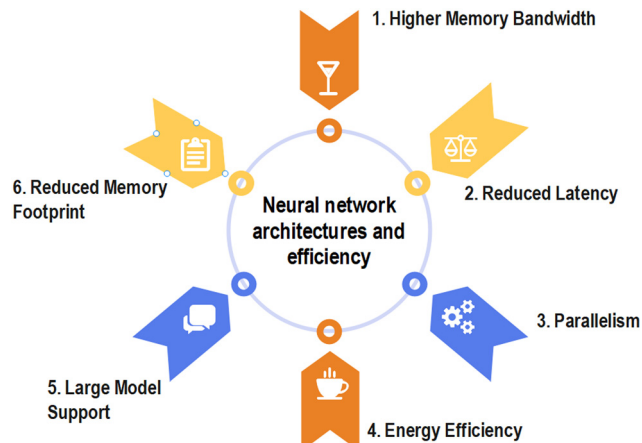 1. Higher Memory Bandwidth
2. Reduced Latency
3. Parallelism
4. Energy Efficiency
5. Large Model
Support
6. Reduced Memory
Footprint
Neural network
architectures and
efficiency